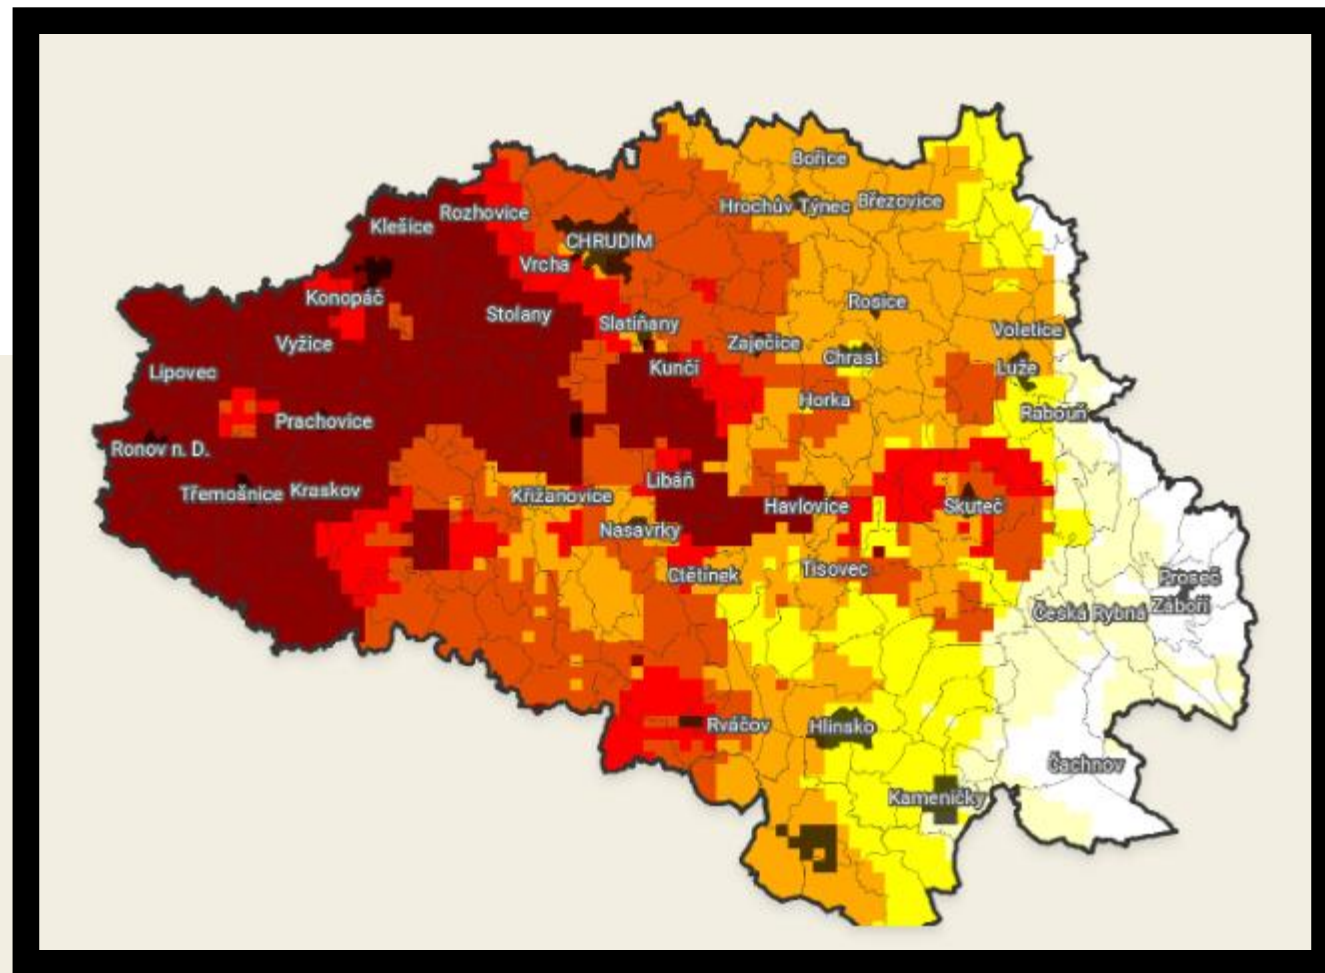 Bořice
Hrochův Týnec
Březovice
Rozhovice
Klešice
CHRUDIM
Vrcha
Konopáč
Stolany
Slatiňany
Rosice
Voletice
Vyžice
Zaječice
Chrast
Luže
Lipovec
Kunčí
Horka
Rabouň
Prachovice
Ronov n. D.
Libáň
Třemošnice
Kraskov
Křižanovice
Havlovice
Skuteč
Nasavrky
Ctětínek
Tisovec
Proseč
Česká Rybná
Záboří
Rváčov
Hlinsko
Čachnov
Kameničky